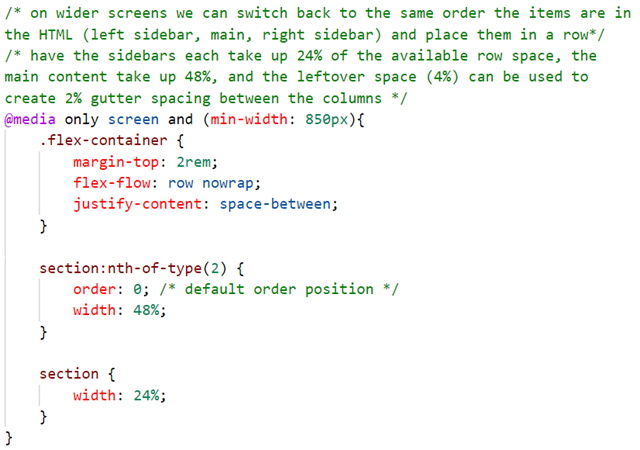 /* on wider screens we can switch back to the same order the items are in
the HTML (left sidebar, main, right sidebar) and place them in a row*/
/* have the sidebars each take up 24% of the available row space, the
main content take up 48%, and the leftover space (4%) can be used to
create 2% gutter spacing between the columns */
@media only screen and (min-width: 850px){
    .flex-container {
        margin-top: 2rem;
        flex-flow: row nowrap;
        justify-content: space-between;
    }

    section:nth-of-type(2) {
        order: 0; /* default order position */
        width: 48%;
    }

    section {
        width: 24%;
    }
}